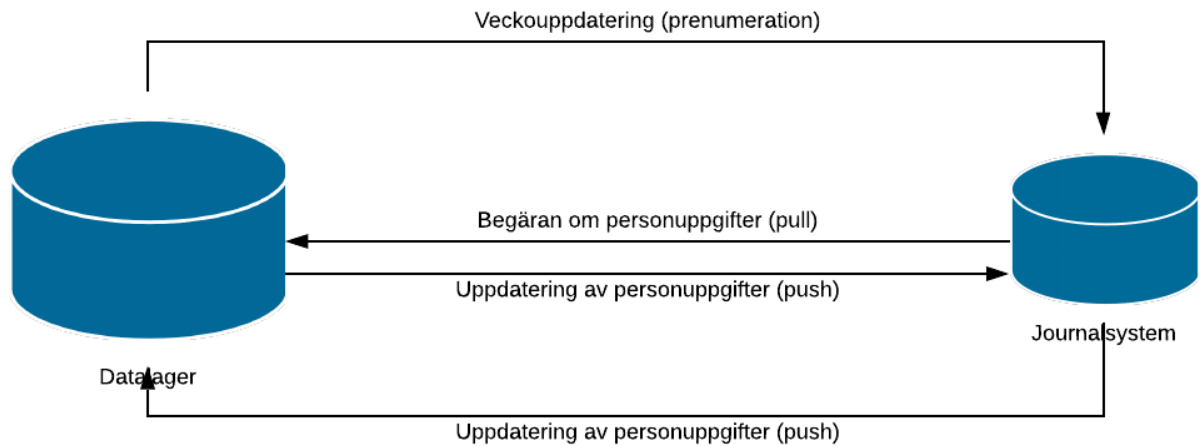 Veckouppdatering (prenumeration)
Begäran om personuppgifter (pull)
Uppdatering av personuppgifter (push)
Journalsystem
Datalager
Uppdatering av personuppgifter (push)